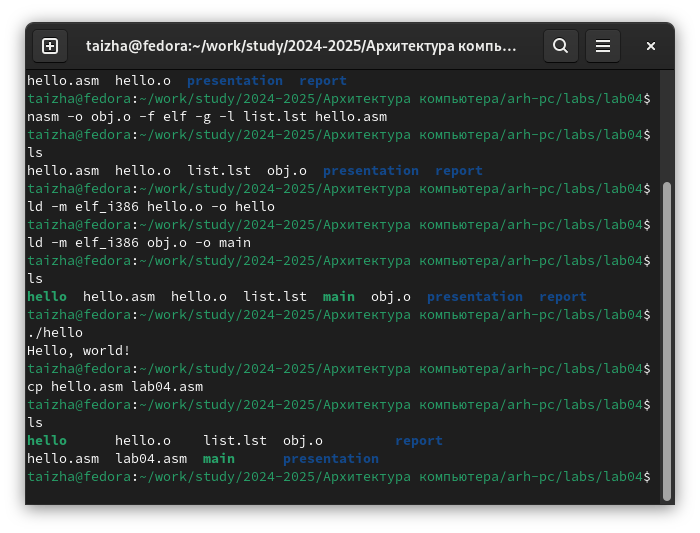 taizha@fedora:~/work/study/2024-2025/Архитектура компь…
hello.asm  hello.o  presentation  report
taizha@fedora:~/work/study/2024-2025/Архитектура компьютера/arh-pc/labs/lab04$
nasm -o obj.o -f elf -g -l list.lst hello.asm
taizha@fedora:~/work/study/2024-2025/Архитектура компьютера/arh-pc/labs/lab04$
ls
hello.asm  hello.o  list.lst  obj.o  presentation  report
taizha@fedora:~/work/study/2024-2025/Архитектура компьютера/arh-pc/labs/lab04$
ld -m elf_i386 hello.o -o hello
taizha@fedora:~/work/study/2024-2025/Архитектура компьютера/arh-pc/labs/lab04$
ld -m elf_i386 obj.o -o main
taizha@fedora:~/work/study/2024-2025/Архитектура компьютера/arh-pc/labs/lab04$
ls
hello  hello.asm  hello.o  list.lst  main  obj.o  presentation  report
taizha@fedora:~/work/study/2024-2025/Архитектура компьютера/arh-pc/labs/lab04$
./hello
Hello, world!
taizha@fedora:~/work/study/2024-2025/Архитектура компьютера/arh-pc/labs/lab04$
cp hello.asm lab04.asm
taizha@fedora:~/work/study/2024-2025/Архитектура компьютера/arh-pc/labs/lab04$
ls
hello      hello.o    list.lst  obj.o         report
hello.asm  lab04.asm  main      presentation
taizha@fedora:~/work/study/2024-2025/Архитектура компьютера/arh-pc/labs/lab04$